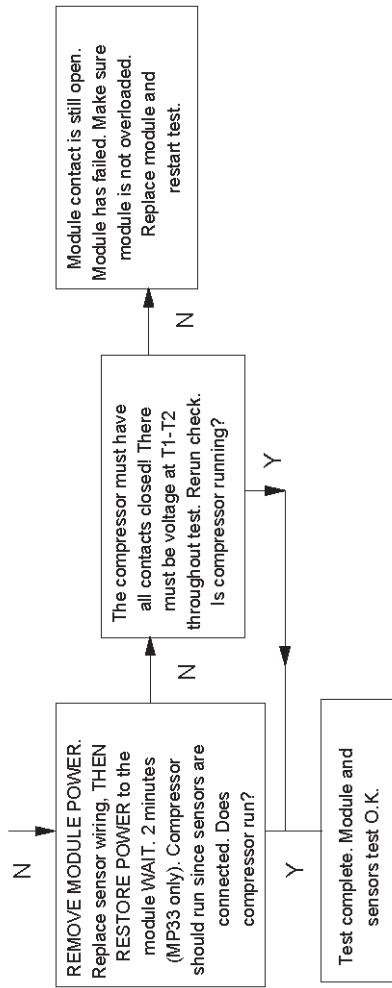 N
REMOVE MODULE POWER.
Replace sensor wiring, THEN
RESTORE POWER to the
module WAIT. 2 minutes
(MP33 only). Compressor
should run since sensors are
connected. Does
compressor run?
N
Y
The compressor must have
all contacts closed! There
must be voltage at T1-T2
throughout test. Rerun check.
Is compressor running?
N
Y
Module contact is still open.
Module has failed. Make sure
module is not overloaded.
Replace module and
restart test.
Test complete. Module and
sensors test O.K.